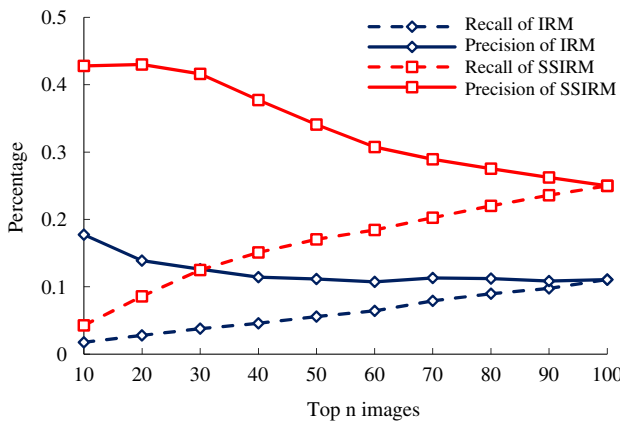 0.5
0.4
0.3
0.2
0.1
0
Percentage
Recall of IRM
Precision of IRM
Recall of SSIRM
Precision of SSIRM
10 20 30 40 50 60 70 80 90 100
Top n images